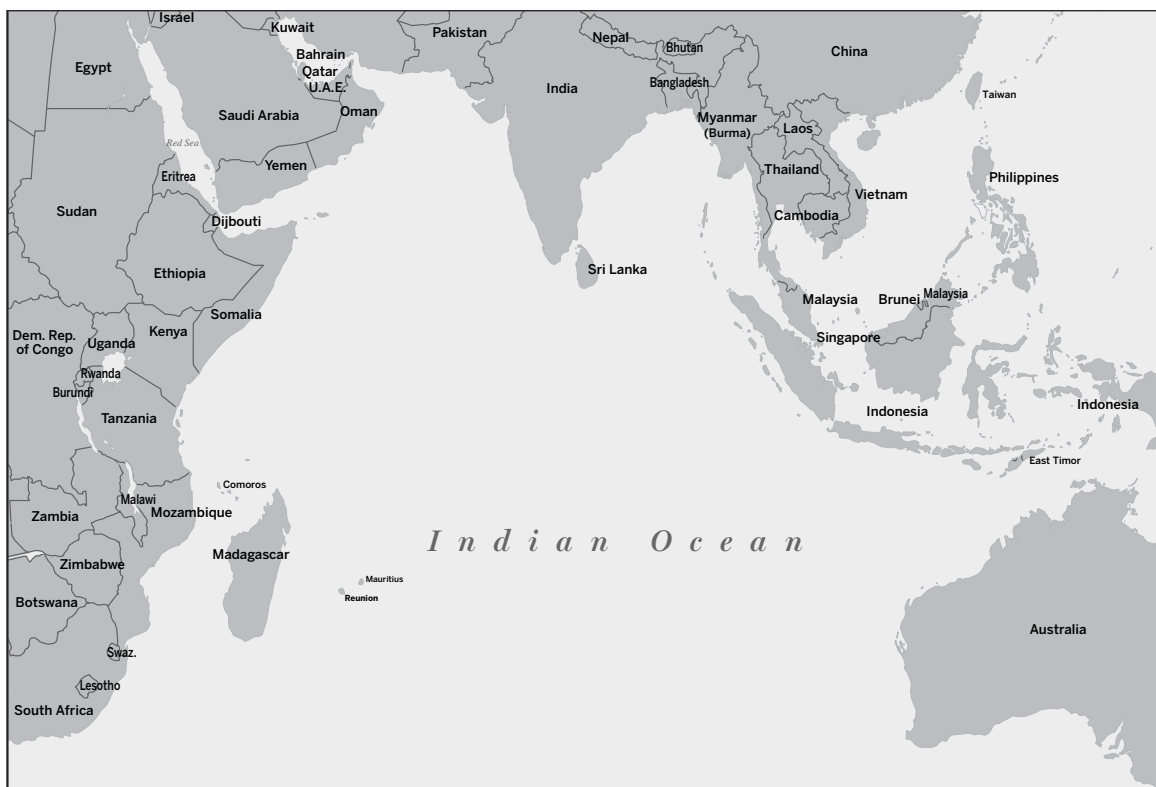 Israel
Kuwait
Pakistan
Nepal
Bhutan
China
Egypt
Bahrain
Qatar
U.A.E.
India
Bangladesh
Taiwan
Saudi Arabia
Oman
Myanmar
(Burma)
Laos
Red Sea
Yemen
Eritrea
Thailand
Philippines
Vietnam
Sudan
Djibouti
Cambodia
Ethiopia
Sri Lanka
Somalia
Malaysia
Brunei
Malaysia
Dem. Rep.
of Congo
Uganda
Kenya
Singapore
Rwanda
Burundi
Tanzania
Indonesia
Indonesia
East Timor
Comoros
Malawi
Zambia
Mozambique
Madagascar
Indian Ocean
Zimbabwe
Mauritius
Reunion
Botswana
Australia
Swaz.
Lesotho
South Africa